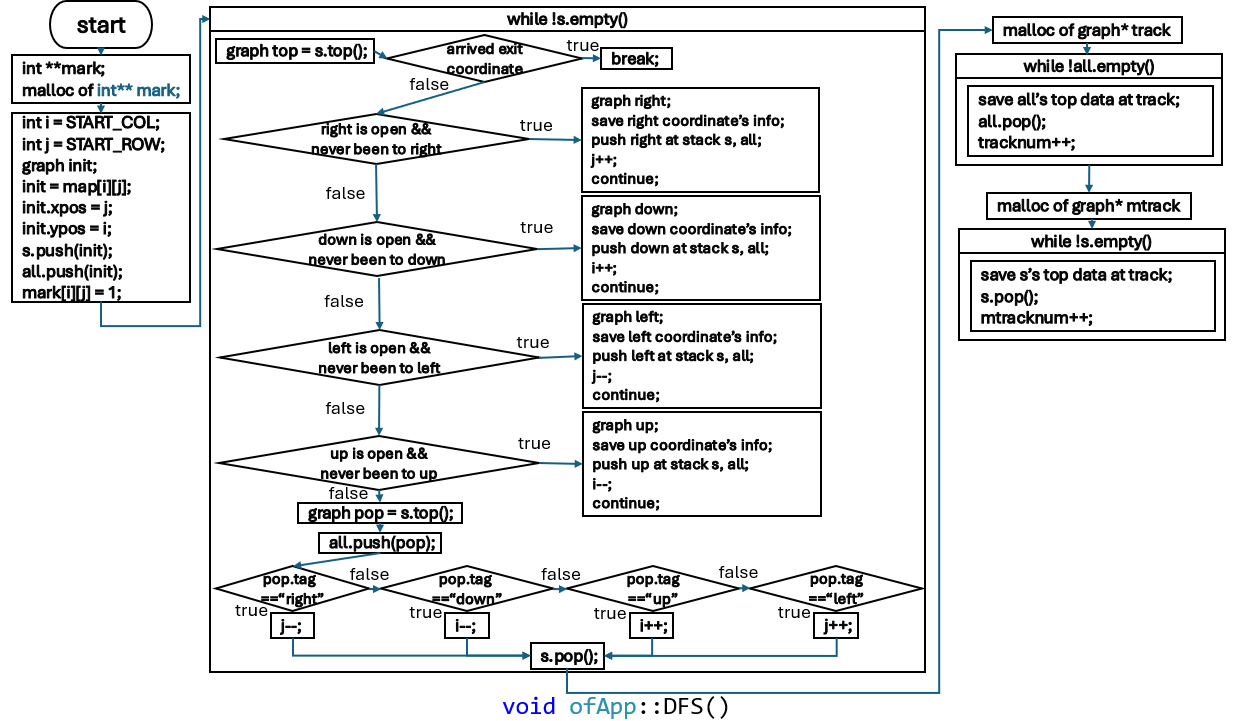 start
int **mark;
malloc of int** mark;
int i = START_COL;
int j = START_ROW;
graph init;
init = map[i][j];
init.xpos = j;
init.ypos = i;
s.push(init);
all.push(init);
mark[i][j] = 1;
while !s.empty()
graph top = s.top();
arrived exit
coordinate
true
break;
false
right is open &&
never been to right
true
graph right;
save right coordinate's info;
push right at stack s, all;
j++;
continue;
false
down is open &&
never been to down
true
graph down;
save down coordinate's info;
push down at stack s, all;
i++;
continue;
false
left is open &&
never been to left
true
graph left;
save left coordinate's info;
push left at stack s, all;
j--;
continue;
false
up is open &&
never been to up
true
graph up;
save up coordinate's info;
push up at stack s, all;
i--;
continue;
false
graph pop = s.top();
all.push(pop);
pop.tag
==“right”
false
true
j--;
pop.tag
==“down”
false
true
i--;
pop.tag
==“up”
false
true
i++;
pop.tag
==“left”
true
j++;
s.pop();
malloc of graph* track
while !all.empty()
save all's top data at track;
all.pop();
tracknum++;
malloc of graph* mtrack
while !s.empty()
save s's top data at track;
s.pop();
mtracknum++;
void ofApp::DFS()